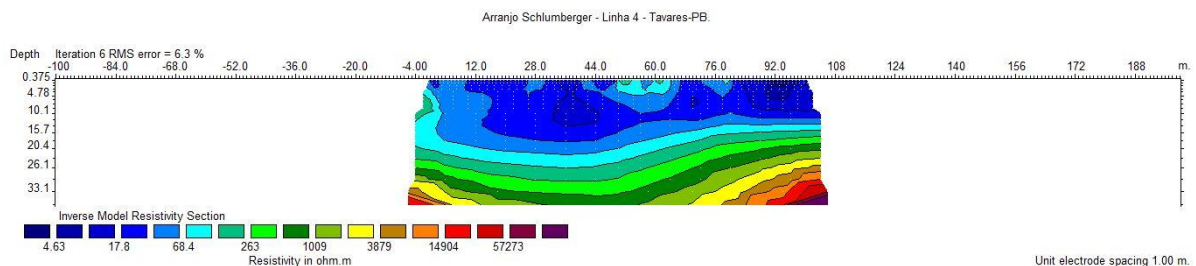 Arranjo Schlumberger - Linha 4 - Tavares-PB.
Depth Iteration 6 RMS error = 6.3 %
-100 -84.0 -68.0 -52.0 -36.0 -20.0 -4.00 12.0 28.0 44.0 60.0 76.0 92.0 108 124 140 156 172 188 m.
0.375
4.78
10.1
15.7
20.4
26.1
33.1
Inverse Model Resistivity Section
4.63 17.8 68.4 263 1009 3879 14904 57273
Resistivity in ohm.m
Unit electrode spacing 1.00 m.